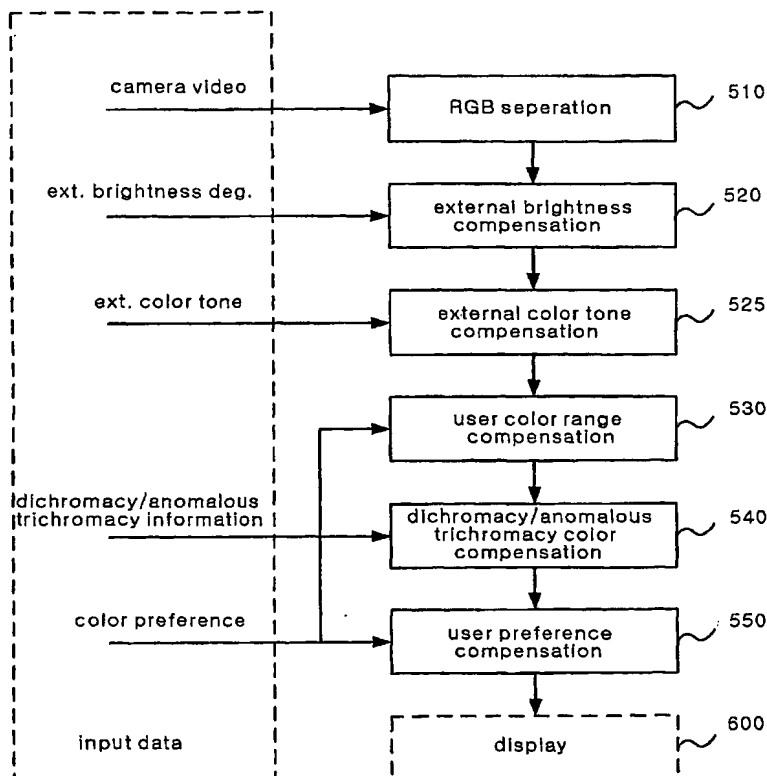 camera video
RGB seperation
510
ext. brightness deg.
external brightness
compensation
520
ext. color tone
external color tone
compensation
525
user color range
compensation
530
dichromacy/anomalous
trichromacy information
dichromacy/anomalous
trichromacy color
compensation
540
color preference
user preference
compensation
550
input data
display
600